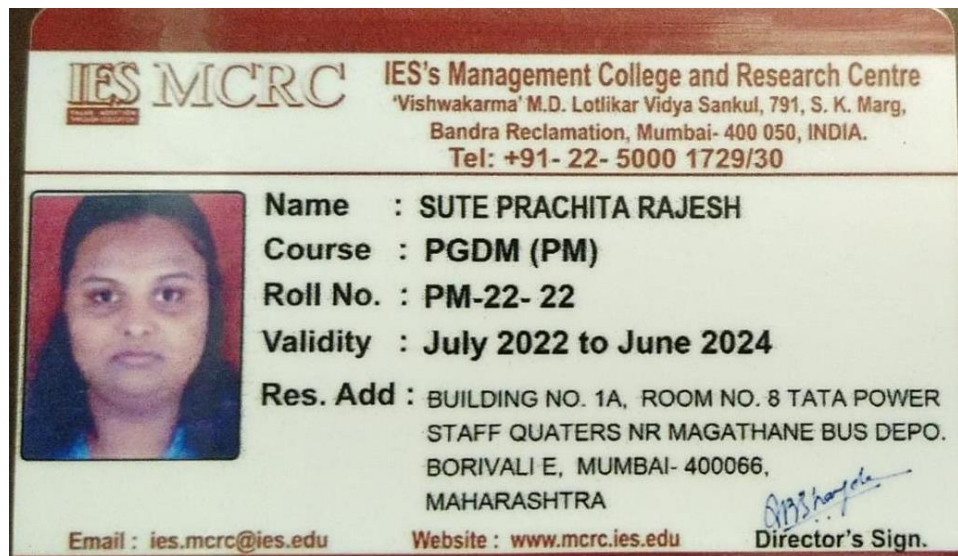 IES MCRC
IES's Management College and Research Centre
'Vishwakarma' M.D. Lotlikar Vidya Sankul, 791, S. K. Marg,
Bandra Reclamation, Mumbai- 400 050, INDIA.
Tel: +91- 22- 5000 1729/30
Name : SUTE PRACHITA RAJESH
Course : PGDM (PM)
Roll No. : PM-22- 22
Validity : July 2022 to June 2024
Res. Add : BUILDING NO. 1A, ROOM NO. 8 TATA POWER
STAFF QUATERS NR MAGATHANE BUS DEPO.
BORIVALI E, MUMBAI- 400066,
MAHARASHTRA
Email : ies.mcrc@ies.edu Website : www.mcrc.ies.edu Director's Sign.